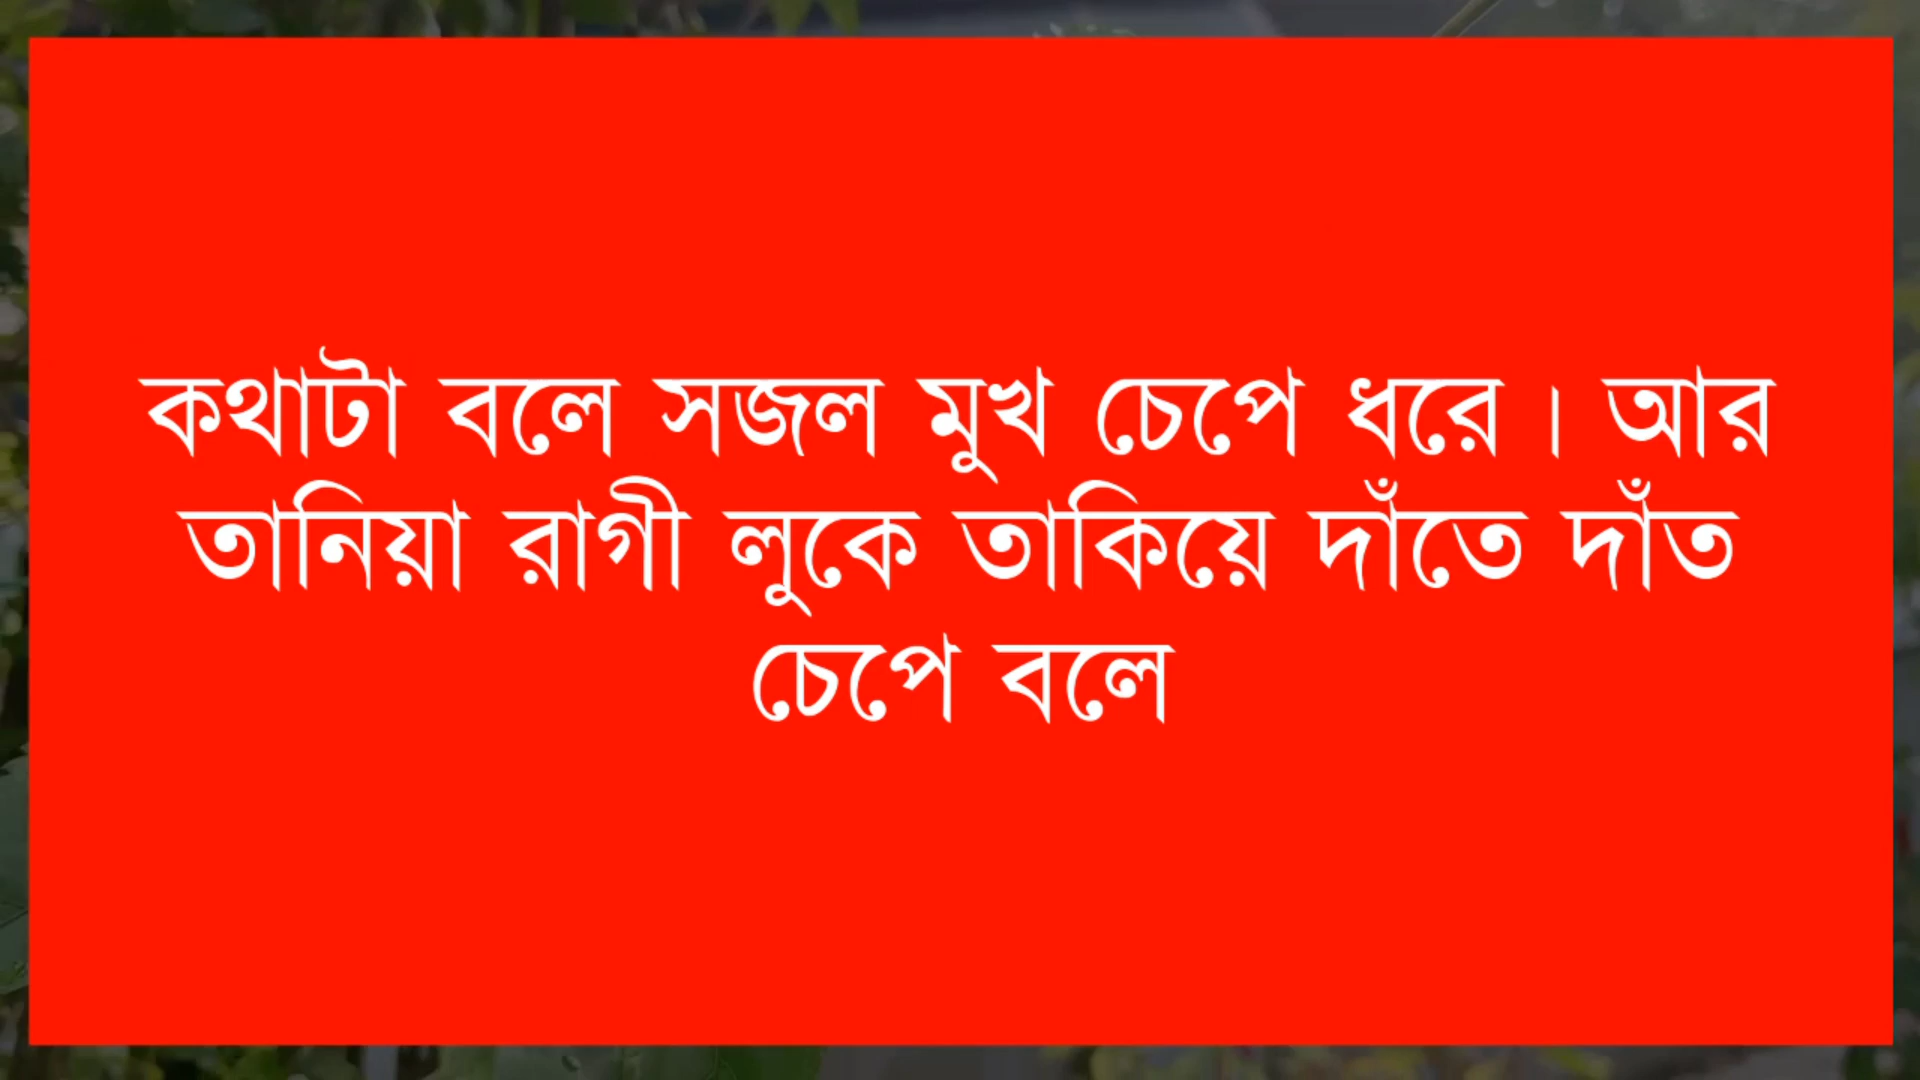 কথাটা বলে সজল মুখ চেপে ধরে। আর
তানিয়া রাগী লুকে তাকিয়ে দাঁতে দাঁত
চেপে বলে